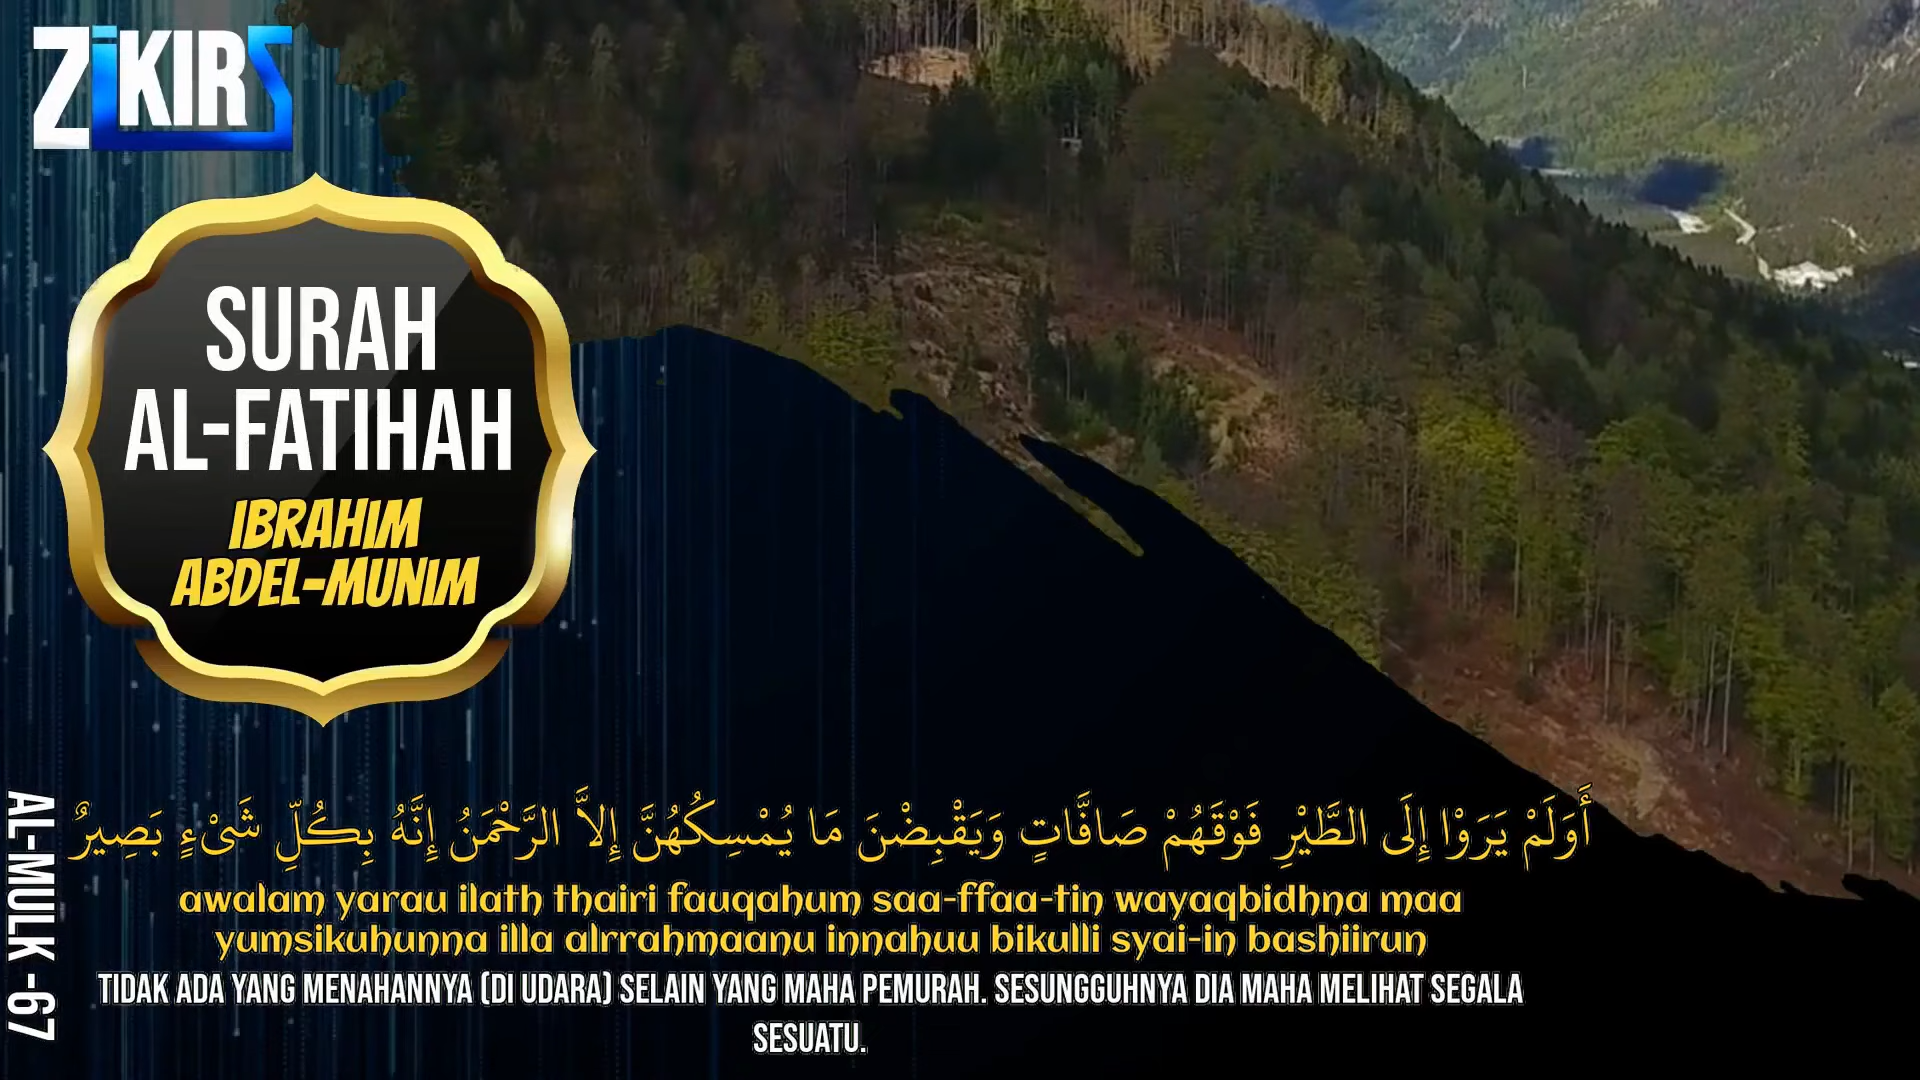 ZIKIRS
SURAH
AL-FATIHAH
IBRAHIM
ABDEL-MUNIM
AL-MULK -67
أَوَلَمْ يَرَوْا إِلَى الطَّيْرِ فَوْقَهُمْ صَافَّاتٍ وَيَقْبِضْنَ مَا يُمْسِكُهُنَّ إِلاَّ الرَّحْمَنُ إِنَّهُ بِكُلِّ شَىْءٍ بَصِيرٌ
awalam yarau ilath thairi fauqahum saa-ffaa-tin wayaqbidhna maa
yumsikuhunna illa alrrahmaanu innahuu bikulli syai-in bashiirun
TIDAK ADA YANG MENAHANNYA (DI UDARA) SELAIN YANG MAHA PEMURAH. SESUNGGUHNYA DIA MAHA MELIHAT SEGALA
SESUATU.